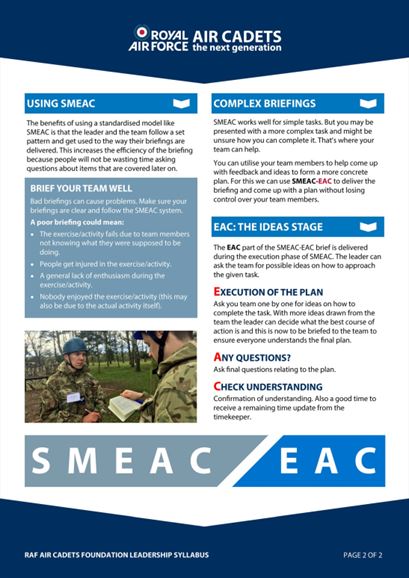 ROYAL AIR FORCE
AIR CADETS
the next generation
USING SMEAC
The benefits of using a standardised model like
SMEAC is that the leader and the team follow a set
pattern and get used to the way their briefings are
delivered. This increases the efficiency of the briefing
because people will not be wasting time asking
questions about items that are covered later on.
BRIEF YOUR TEAM WELL
Bad briefings can cause problems. Make sure your
briefings are clear and follow the SMEAC system.
A poor briefing could mean:
• The exercise/activity fails due to team members
not knowing what they were supposed to be
doing.
• People get injured in the exercise/activity.
• A general lack of enthusiasm during the
exercise/activity.
• Nobody enjoyed the exercise/activity (this may
also be due to the actual activity itself).
COMPLEX BRIEFINGS
SMEAC works well for simple tasks. But you may be
presented with a more complex task and might be
unsure how you can complete it. That's where your
team can help.
You can utilise your team members to help come up
with feedback and ideas to form a more concrete
plan. For this we can use SMEAC-EAC to deliver the
briefing and come up with a plan without losing
control over your team members.
EAC: THE IDEAS STAGE
The EAC part of the SMEAC-EAC brief is delivered
during the execution phase of SMEAC. The leader can
ask the team for possible ideas on how to approach
the given task.
EXECUTION OF THE PLAN
Ask you team one by one for ideas on how to
complete the task. With more ideas drawn from the
team the leader can decide what the best course of
action is and this is now to be briefed to the team to
ensure everyone understands the final plan.
ANY QUESTIONS?
Ask final questions relating to the plan.
CHECK UNDERSTANDING
Confirmation of understanding. Also a good time to
receive a remaining time update from the
timekeeper.
SMEAC EAC
RAF AIR CADETS FOUNDATION LEADERSHIP SYLLABUS
PAGE 2 OF 2